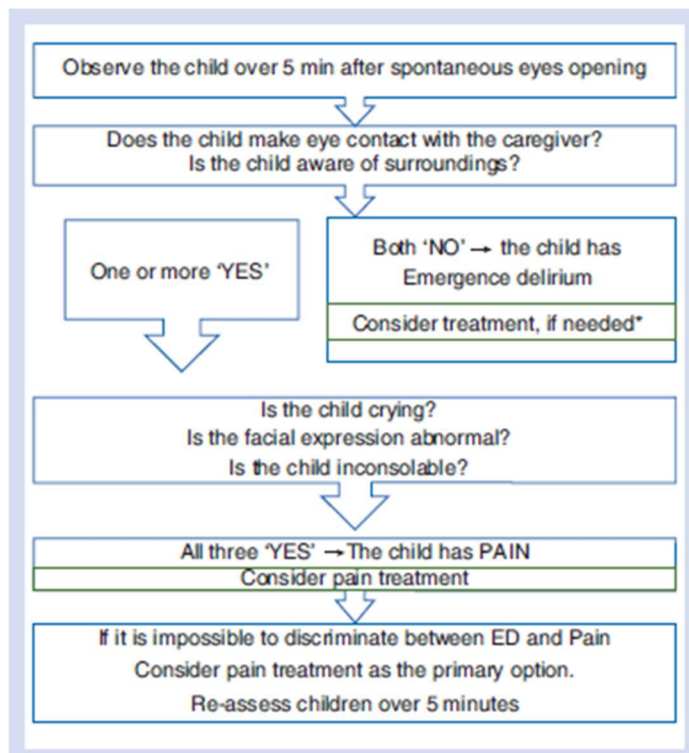 Observe the child over 5 min after spontaneous eyes opening
Does the child make eye contact with the caregiver?
Is the child aware of surroundings?
One or more ‘YES’
Both ‘NO’ → the child has
Emergence delirium
Consider treatment, if needed*
Is the child crying?
Is the facial expression abnormal?
Is the child inconsolable?
All three ‘YES’ →The child has PAIN
Consider pain treatment
If it is impossible to discriminate between ED and Pain
Consider pain treatment as the primary option.
Re-assess children over 5 minutes